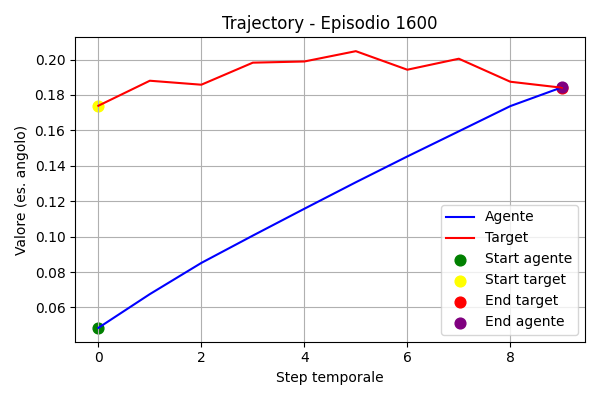 Trajectory - Episodio 1600
Valore (es. angolo)
0.20
0.18
0.16
0.14
0.12
0.10
0.08
0.06
0 2 4 6 8
Step temporale
Agente
Target
Start agente
Start target
End target
End agente